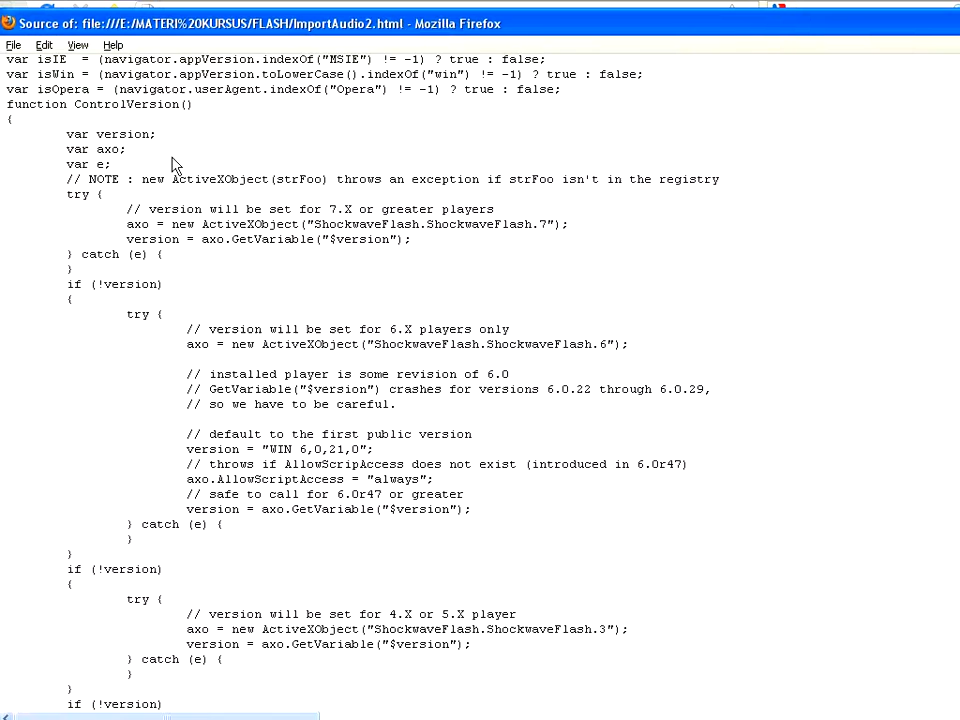 Source of: file:///E:/MATERI%20KURSUS/FLASH/ImportAudio2.html - Mozilla Firefox
File Edit View Help
var isIE  = (navigator.appVersion.indexOf("MSIE") != -1) ? true : false;
var isWin = (navigator.appVersion.toLowerCase().indexOf("win") != -1) ? true : false;
var isOpera = (navigator.userAgent.indexOf("Opera") != -1) ? true : false;
function ControlVersion()
{
var version;
var axo;
var e;
// NOTE : new ActiveXObject(strFoo) throws an exception if strFoo isn't in the registry
try {
// version will be set for 7.X or greater players
axo = new ActiveXObject("ShockwaveFlash.ShockwaveFlash.7");
version = axo.GetVariable("$version");
} catch (e) {
}
if (!version)
{
try {
// version will be set for 6.X players only
axo = new ActiveXObject("ShockwaveFlash.ShockwaveFlash.6");
// installed player is some revision of 6.0
// GetVariable("$version") crashes for versions 6.0.22 through 6.0.29,
// so we have to be careful.
// default to the first public version
version = "WIN 6,0,21,0";
// throws if AllowScripAccess does not exist (introduced in 6.0r47)
axo.AllowScriptAccess = "always";
// safe to call for 6.0r47 or greater
version = axo.GetVariable("$version");
} catch (e) {
}
}
if (!version)
{
try {
// version will be set for 4.X or 5.X player
axo = new ActiveXObject("ShockwaveFlash.ShockwaveFlash.3");
version = axo.GetVariable("$version");
} catch (e) {
}
}
if (!version)